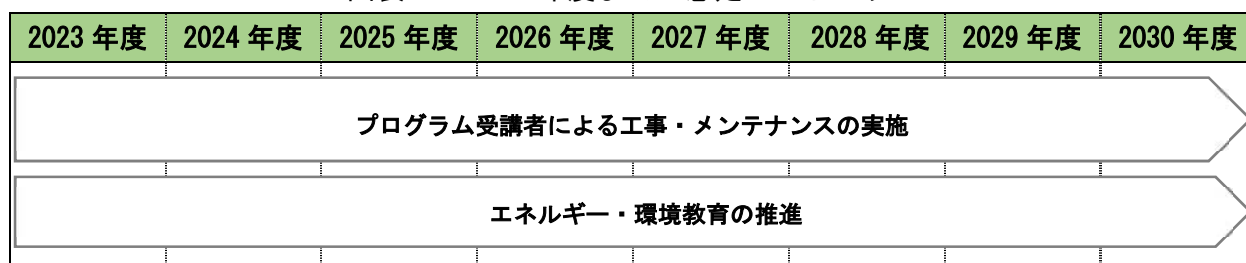 2023 年度 2024 年度 2025 年度 2026 年度 2027 年度 2028 年度 2029 年度 2030 年度
プログラム受講者による工事・メンテナンスの実施
エネルギー・環境教育の推進